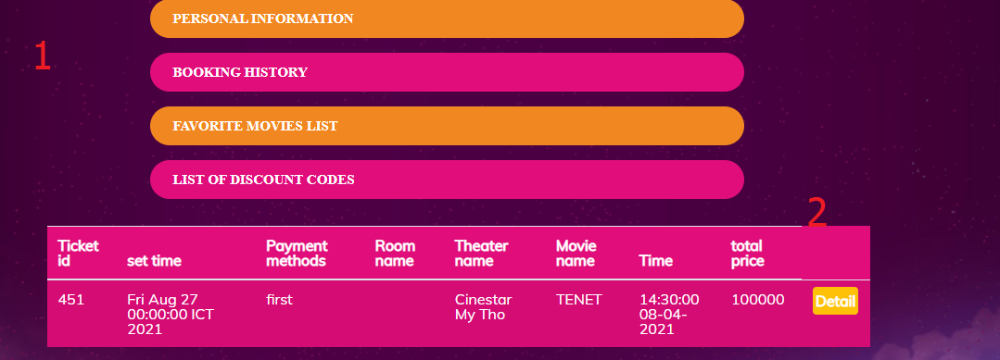 PERSONAL INFORMATION
1
BOOKING HISTORY
FAVORITE MOVIES LIST
LIST OF DISCOUNT CODES
2
Ticket id set time Payment methods Room name Theater name Movie name Time total price
451 Fri Aug 27 00:00:00 ICT 2021 first Cinestar My Tho TENET 14:30:00 08-04-2021 100000 Detail